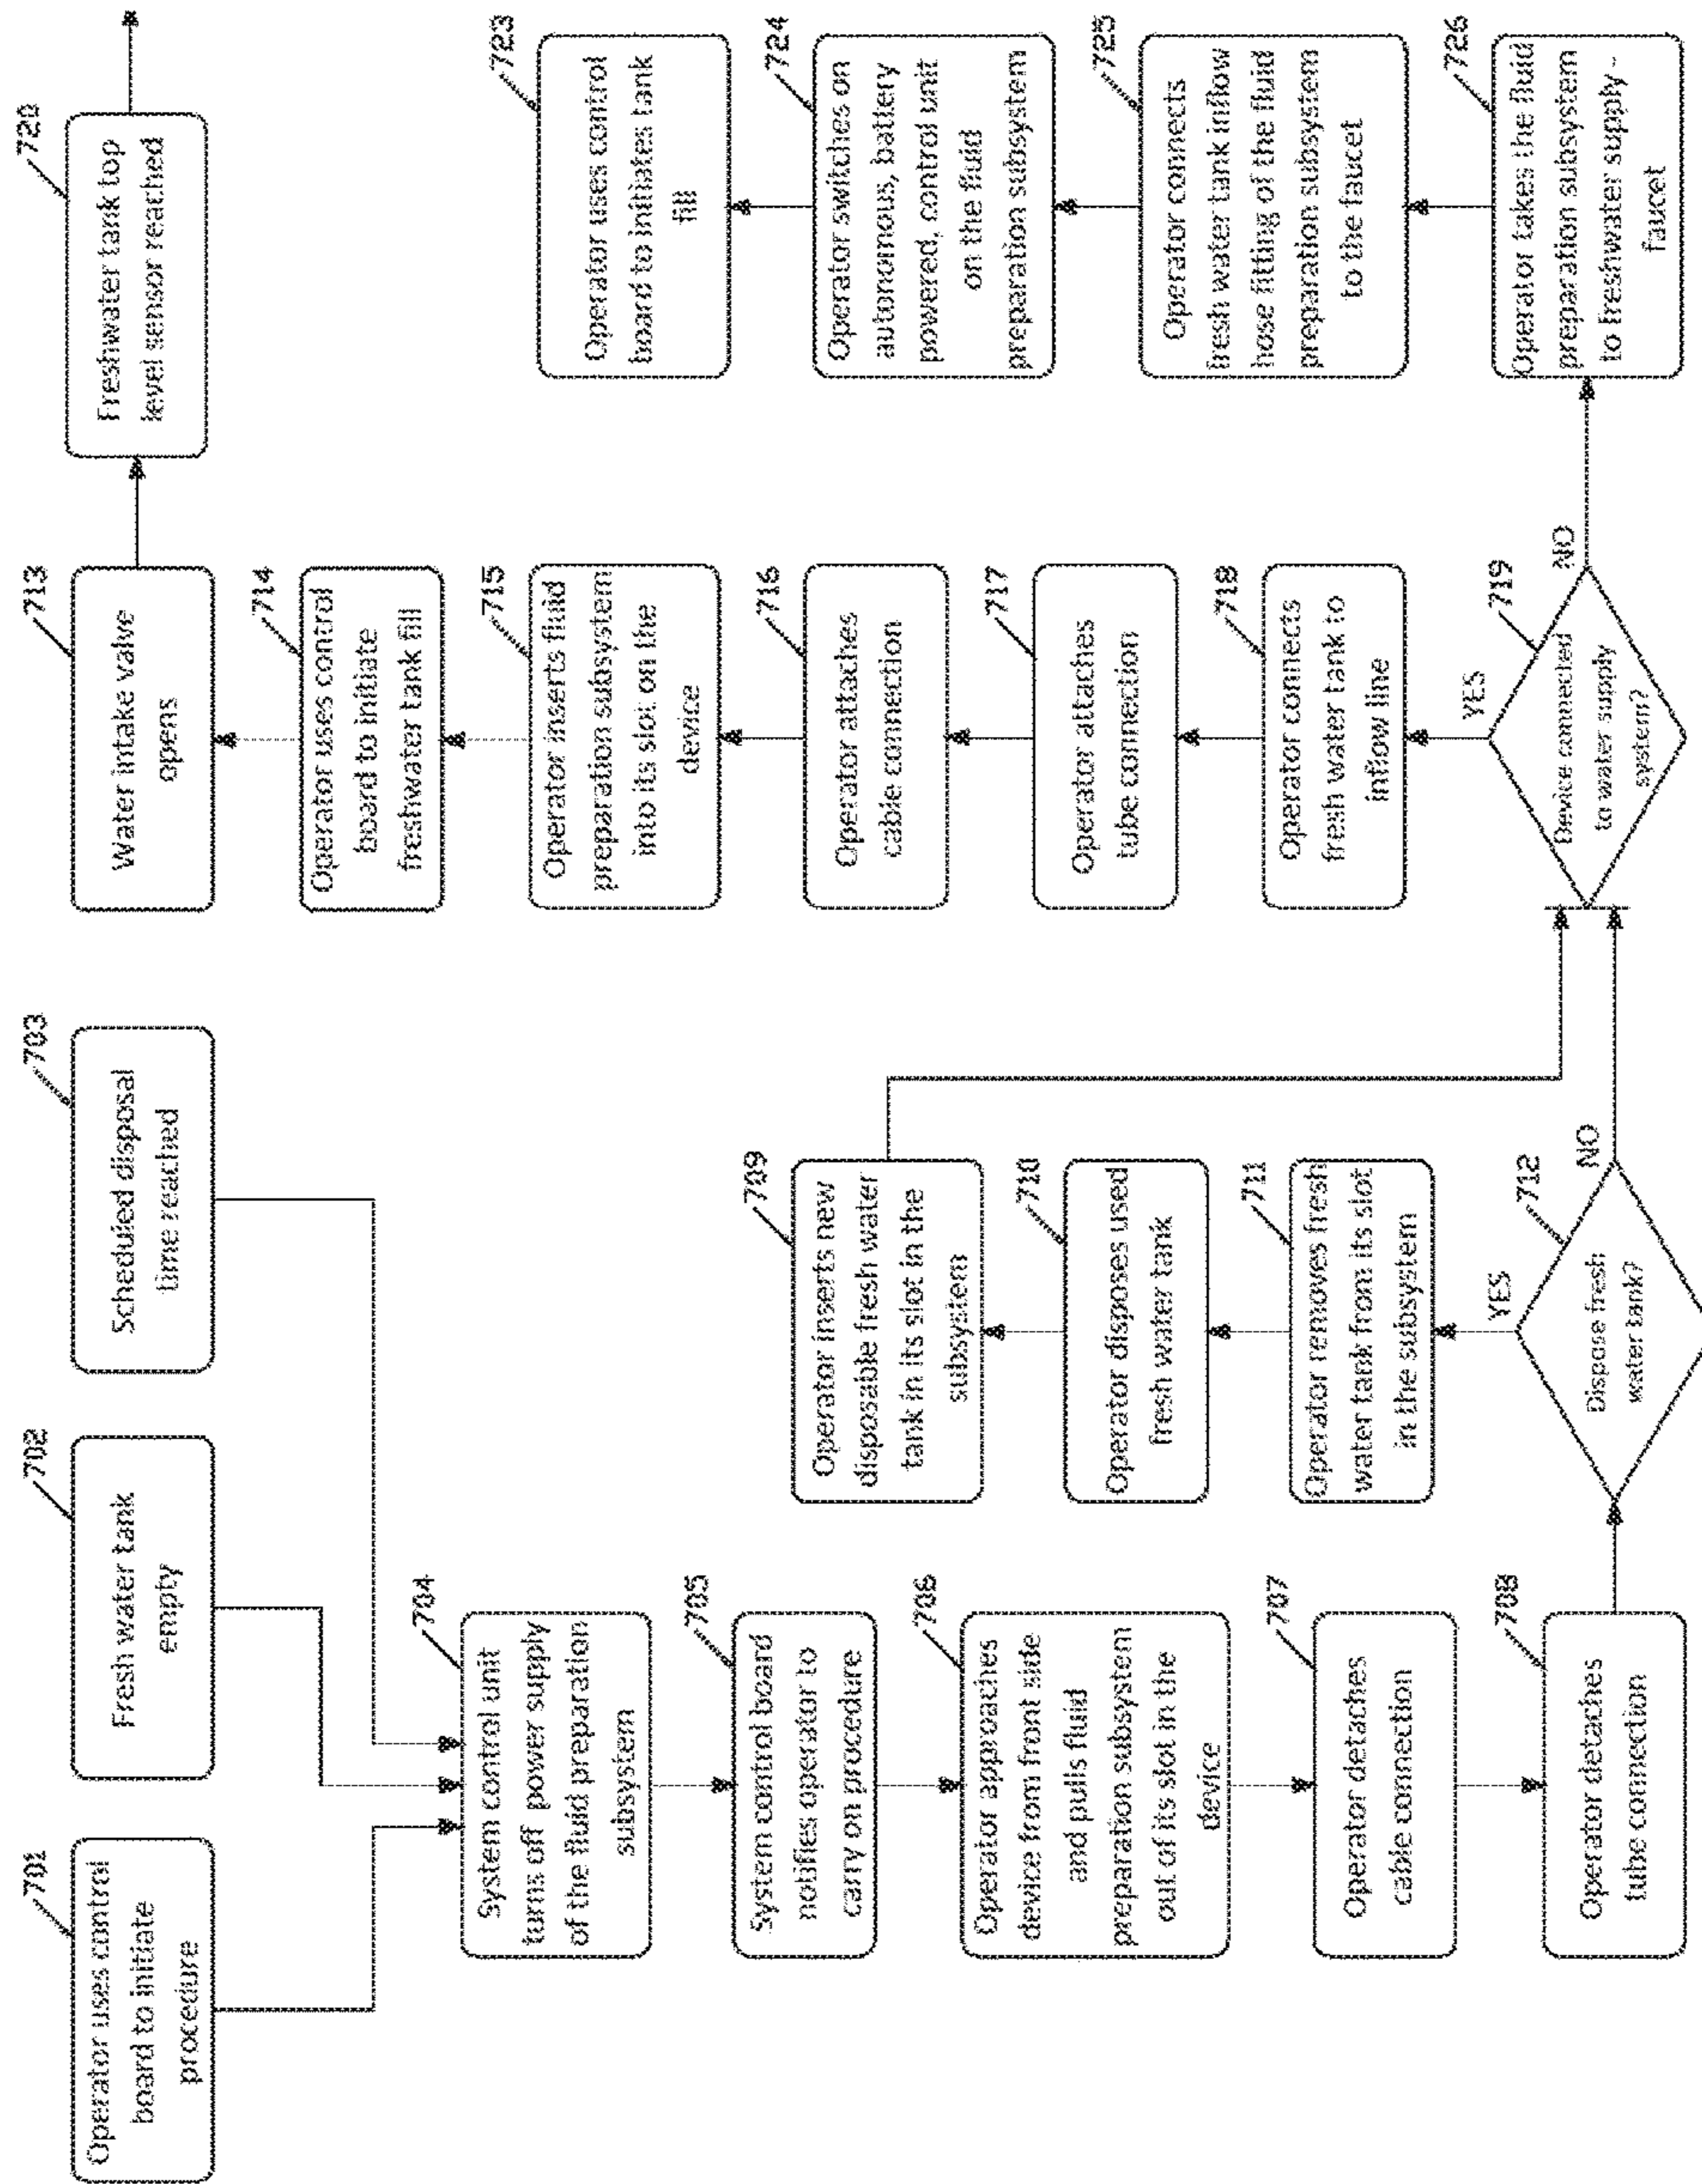 701
Operator uses control
board to initiate
procedure
702
Fresh water tank
empty
703
Scheduled disposal
time reached
704
System control unit
turns off power supply
of the fluid preparation
subsystem
705
System control board
notifies operator to
carry on procedure
706
Operator approaches
device from front side
and pulls fluid
preparation subsystem
out of its slot in the
device
707
Operator detaches
cable connection
708
Operator detaches
tube connection
709
Operator inserts new
disposable fresh water
tank in its slot in the
subsystem
710
Operator disposes used
fresh water tank
711
Operator removes fresh
water tank from its slot
in the subsystem
YES
712
Dispose fresh
water tank?
NO
713
Water intake valve
opens
714
Operator uses control
board to initiate
freshwater tank fill
715
Operator inserts fluid
preparation subsystem
into its slot on the
device
716
Operator attaches
cable connection
717
Operator attaches
tube connection
718
Operator connects
fresh water tank to
inflow line
YES
719
Device connected
to water supply
system?
NO
720
Freshwater tank top
level sensor reached
723
Operator uses control
board to initiates tank
fill
724
Operator switches on
autonomous, battery
powered, control unit
on the fluid
preparation subsystem
725
Operator connects
fresh water tank inflow
hose fitting of the fluid
preparation subsystem
to the faucet
726
Operator takes the fluid
preparation subsystem
to freshwater supply -
faucet